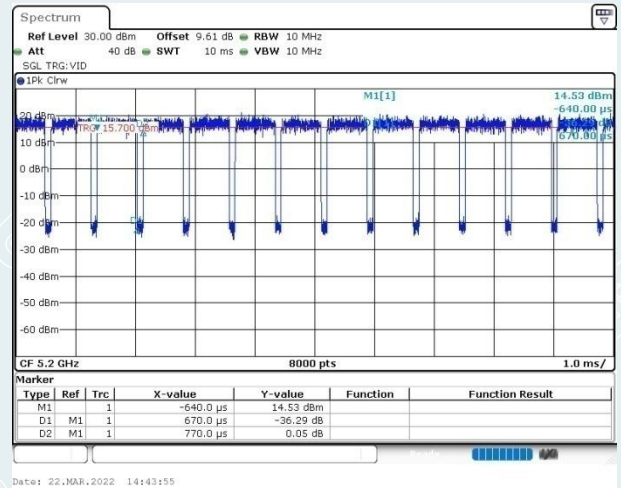 Spectrum
Ref Level 30.00 dBm Offset 9.61 dB RBW 10 MHz
Att 40 dB SWT 10 ms VBW 10 MHz
SGL TRG:VID
1Pk Clrw
M1[1] 14.53 dBm
-640.00 µs
20 dBm
TRG 15.700 dBm
670.00 µs
10 dBm
0 dBm
-10 dBm
-20 dBm
-30 dBm
-40 dBm
-50 dBm
-60 dBm
CF 5.2 GHz 8000 pts 1.0 ms/
Marker
Type Ref Trc X-value Y-value Function Function Result
M1 1 -640.0 µs 14.53 dBm
D1 M1 1 670.0 µs -36.29 dB
D2 M1 1 770.0 µs 0.05 dB
Date: 22.MAR.2022 14:43:55